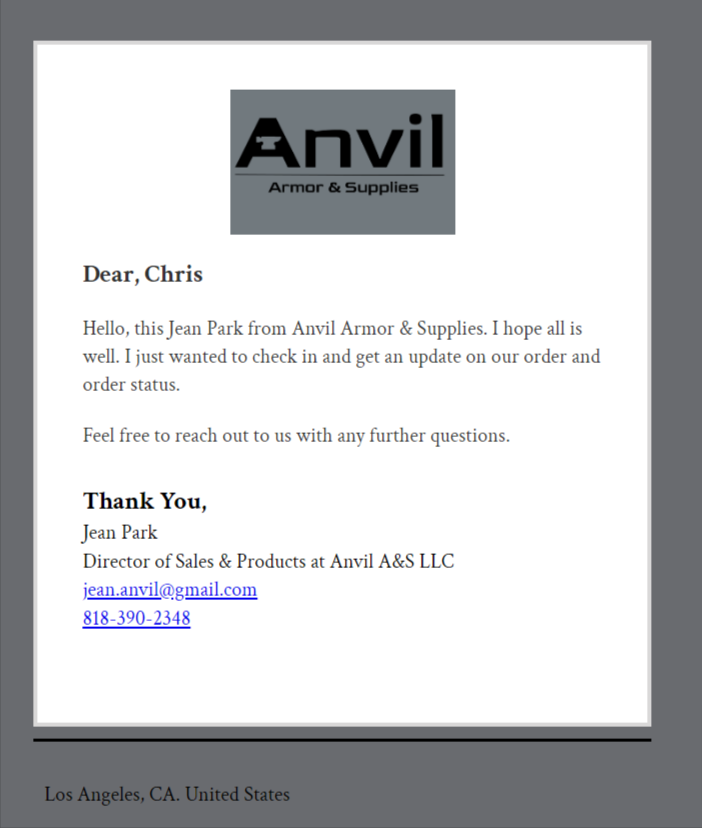 Anvil
Armor & Supplies
Dear, Chris
Hello, this Jean Park from Anvil Armor & Supplies. I hope all is
well. I just wanted to check in and get an update on our order and
order status.
Feel free to reach out to us with any further questions.
Thank You,
Jean Park
Director of Sales & Products at Anvil A&S LLC
jean.anvil@gmail.com
818-390-2348
Los Angeles, CA. United States